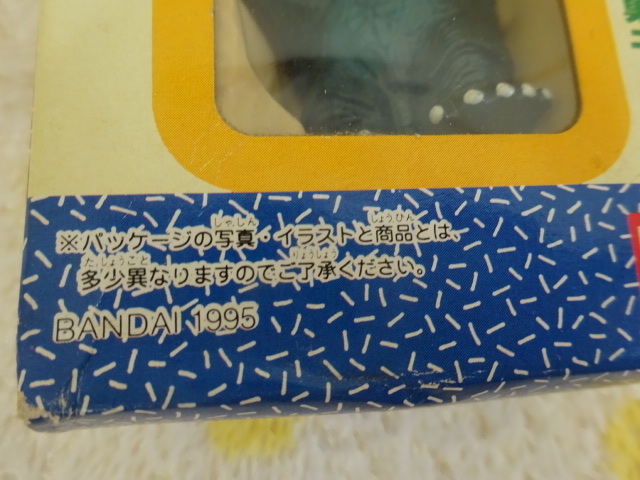 ※パッケージの写真・イラストと商品とは、
多少異なりますのでご了承ください。
BANDAI 1995